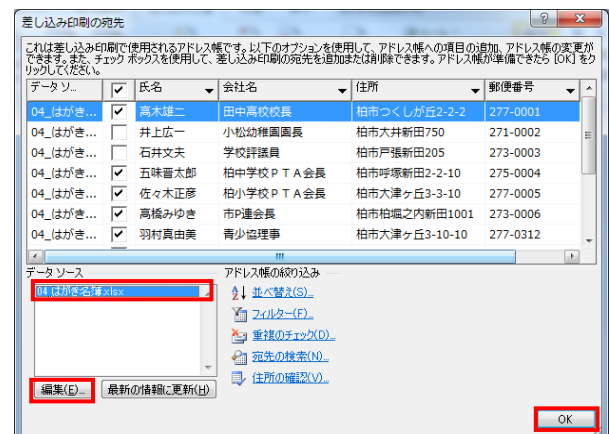 差し込み印刷の宛先
これは差し込み印刷で使用されるアドレス帳です。以下のオプションを使用して、アドレス帳への項目の追加、アドレス帳の変更が
できます。また、チェック ボックスを使用して、差し込み印刷の宛先を追加または削除できます。アドレス帳が準備できたら [OK] をク
リックしてください。
データ ソ... 氏名 会社名 住所 郵便番号
04_はがき... 高木雄二 田中高校校長 柏市つくしが丘2-2-2 277-0001
04_はがき... 井上広一 小松幼稚園園長 柏市大井新田750 271-0002
04_はがき... 石井文夫 学校評議員 柏市戸張新田205 273-0003
04_はがき... 五味晋太郎 柏中学校ＰＴＡ会長 柏市呼塚新田2-2-10 275-0004
04_はがき... 佐々木正彦 柏小学校ＰＴＡ会長 柏市大津ヶ丘3-3-10 277-0005
04_はがき... 高橋みゆき 市P連会長 柏市柏堀之内新田1001 273-0006
04_はがき... 羽村真由美 青少協理事 柏市大津ヶ丘3-10-10 277-0312
データ ソース
04_はがき名簿.xlsx
編集(E)...
最新の情報に更新(H)
アドレス帳の絞り込み
並べ替え(S)...
フィルター(F)...
重複のチェック(D)...
宛先の検索(N)...
住所の確認(V)...
OK